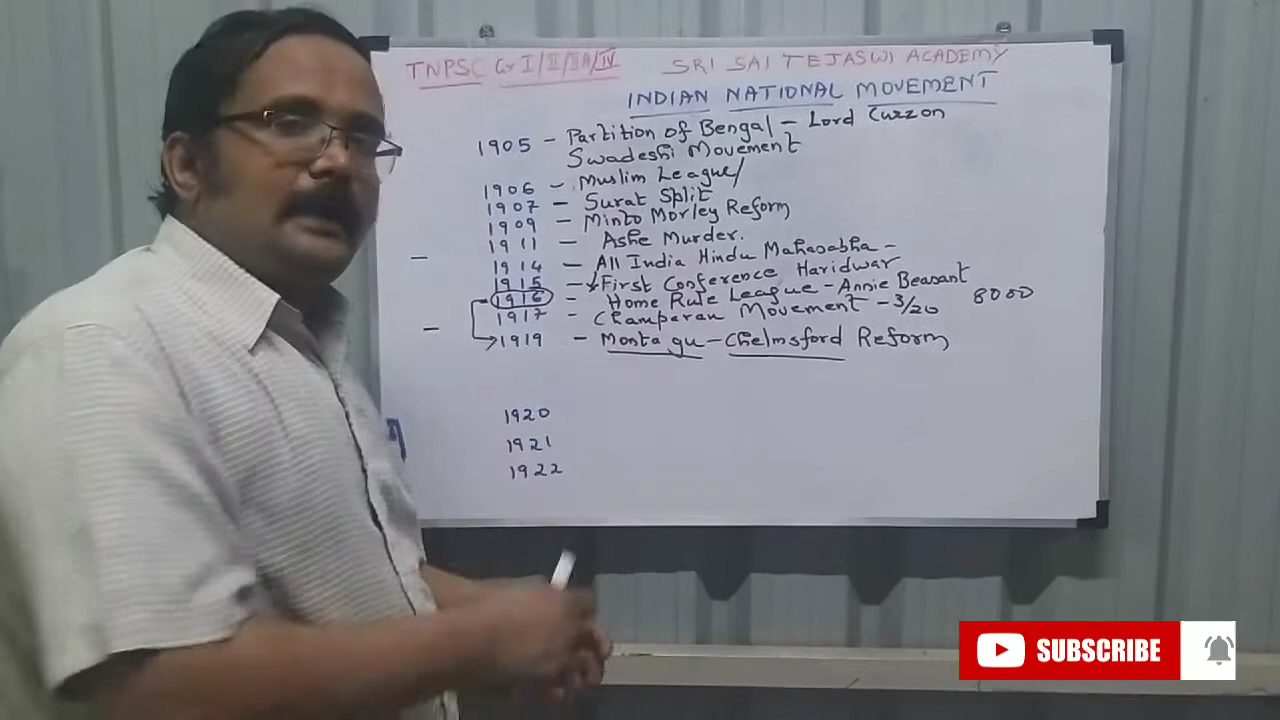 TNPSC Gr I/II/IIA/IV SRI SAI TEJASWI ACADEMY
INDIAN NATIONAL MOVEMENT
1905 - Partition of Bengal - Lord Curzon
Swadeshi Movement
1906 - Muslim League/
1907 - Surat Split
1909 - Minto Morley Reform
1911 - Ashe Murder.
- 1914 - All India Hindu Mahasabha -
1915 - First Conference Haridwar
1916 - Home Rule League - Annie Beasant 8000
1917 - Champaran Movement - 3/20
- 1919 - Montagu - Chelmsford Reform
1920
1921
1922
SUBSCRIBE